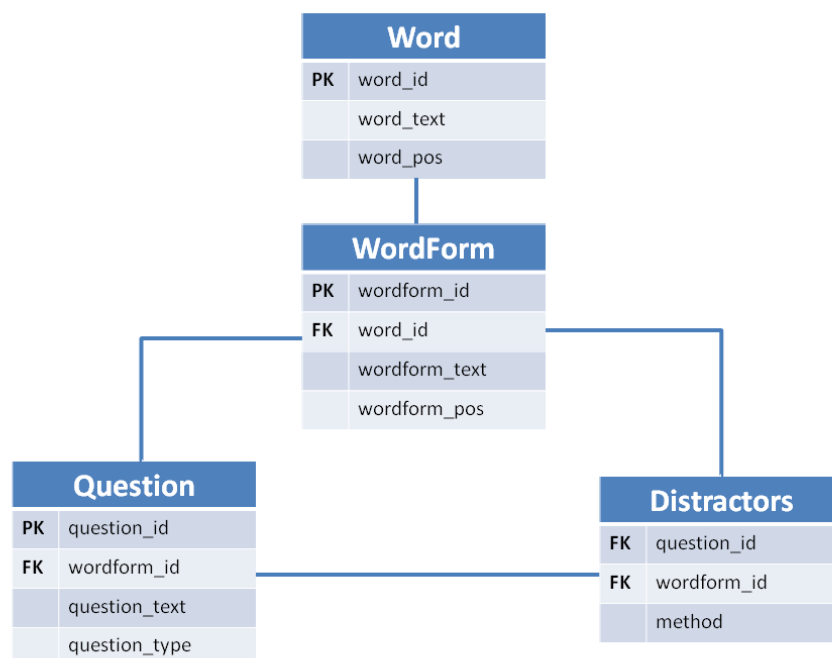 Word
PK word_id
word_text
word_pos
WordForm
PK wordform_id
FK word_id
wordform_text
wordform_pos
Question
PK question_id
FK wordform_id
question_text
question_type
Distractors
FK question_id
FK wordform_id
method